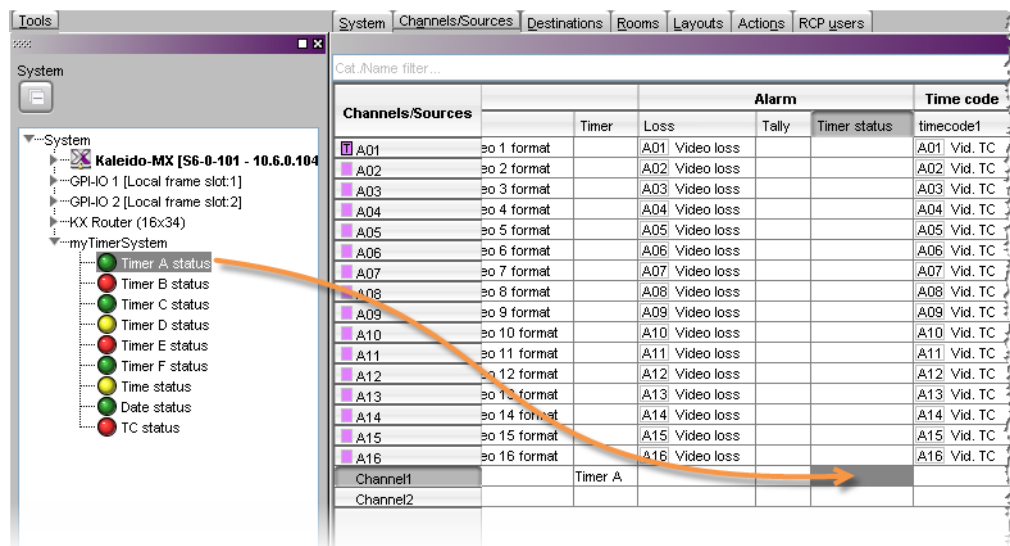 Tools
System
System
Kaleido-MX [S6-0-101 - 10.6.0.104
GPI-IO 1 [Local frame slot:1]
GPI-IO 2 [Local frame slot:2]
KX Router (16x34)
myTimerSystem
Timer A status
Timer B status
Timer C status
Timer D status
Timer E status
Timer F status
Time status
Date status
TC status
System Channels/Sources Destinations Rooms Layouts Actions RCP users
Cat./Name filter...
Channels/Sources Alarm Time code
Timer Loss Tally Timer status timecode1
T A01 eo 1 format A01 Video loss A01 Vid. TC
A02 eo 2 format A02 Video loss A02 Vid. TC
A03 eo 3 format A03 Video loss A03 Vid. TC
A04 eo 4 format A04 Video loss A04 Vid. TC
A05 eo 5 format A05 Video loss A05 Vid. TC
A06 eo 6 format A06 Video loss A06 Vid. TC
A07 eo 7 format A07 Video loss A07 Vid. TC
A08 eo 8 format A08 Video loss A08 Vid. TC
A09 eo 9 format A09 Video loss A09 Vid. TC
A10 eo 10 format A10 Video loss A10 Vid. TC
A11 eo 11 format A11 Video loss A11 Vid. TC
A12 eo 12 format A12 Video loss A12 Vid. TC
A13 eo 13 format A13 Video loss A13 Vid. TC
A14 eo 14 format A14 Video loss A14 Vid. TC
A15 eo 15 format A15 Video loss A15 Vid. TC
A16 eo 16 format A16 Video loss A16 Vid. TC
Channel1 Timer A
Channel2